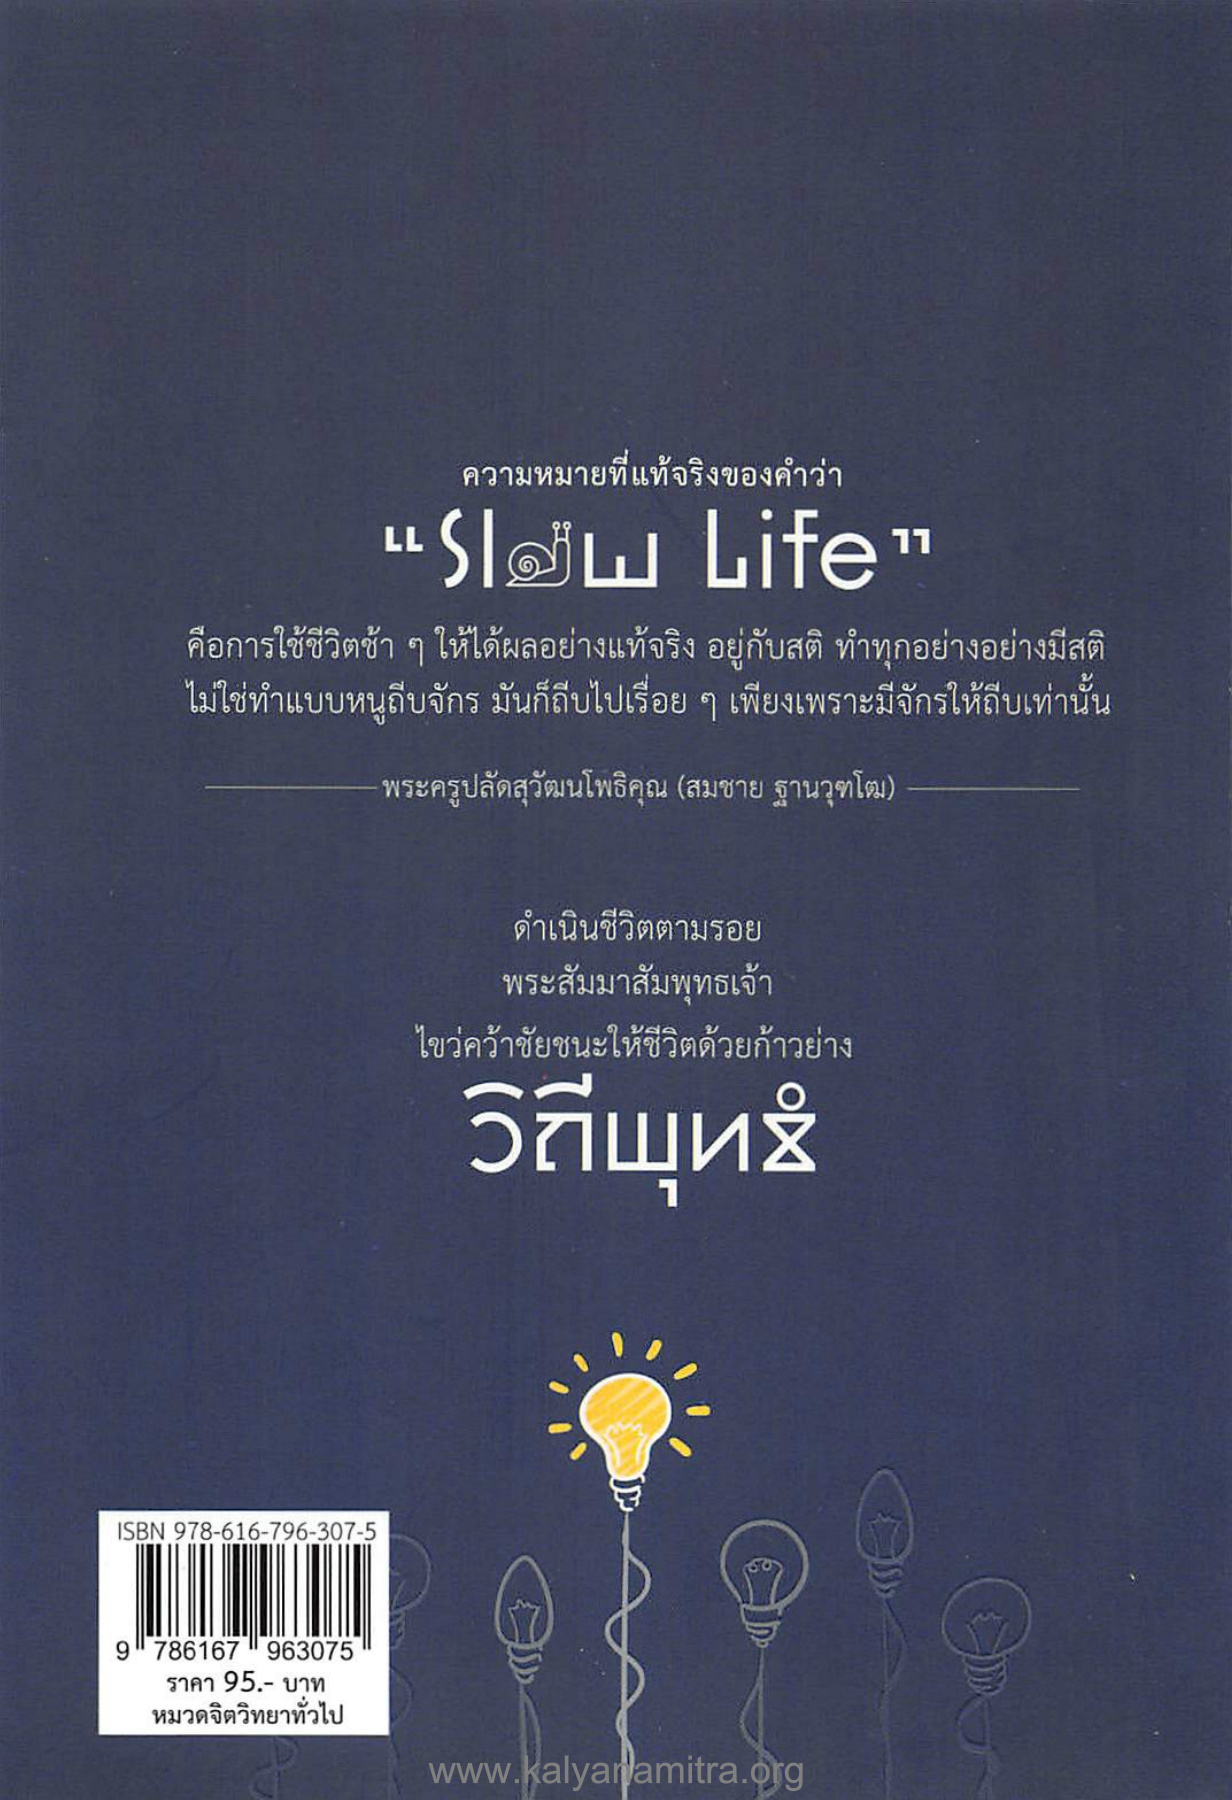 ความหมายที่แท้จริงของคำว่า
“Slow Life”
คือการใช้ชีวิตช้า ๆ ให้ได้ผลอย่างแท้จริง อยู่กับสติ ทำทุกอย่างอย่างมีสติ
ไม่ใช่ทำแบบหนูถีบจักร มันก็ถีบไปเรื่อย ๆ เพียงเพราะมีจักรให้ถีบเท่านั้น
พระครูปลัดสุวัฒนโพธิคุณ (สมชาย ฐานวุฑโฒ)
ดำเนินชีวิตตามรอย
พระสัมมาสัมพุทธเจ้า
ไขว่คว้าชัยชนะให้ชีวิตด้วยก้าวย่าง
วิถีพุทธํ
ISBN 978-616-796-307-5
9 786167 963075
ราคา 95.- บาท
หมวดจิตวิทยาทั่วไป
www.kalyanamitra.org